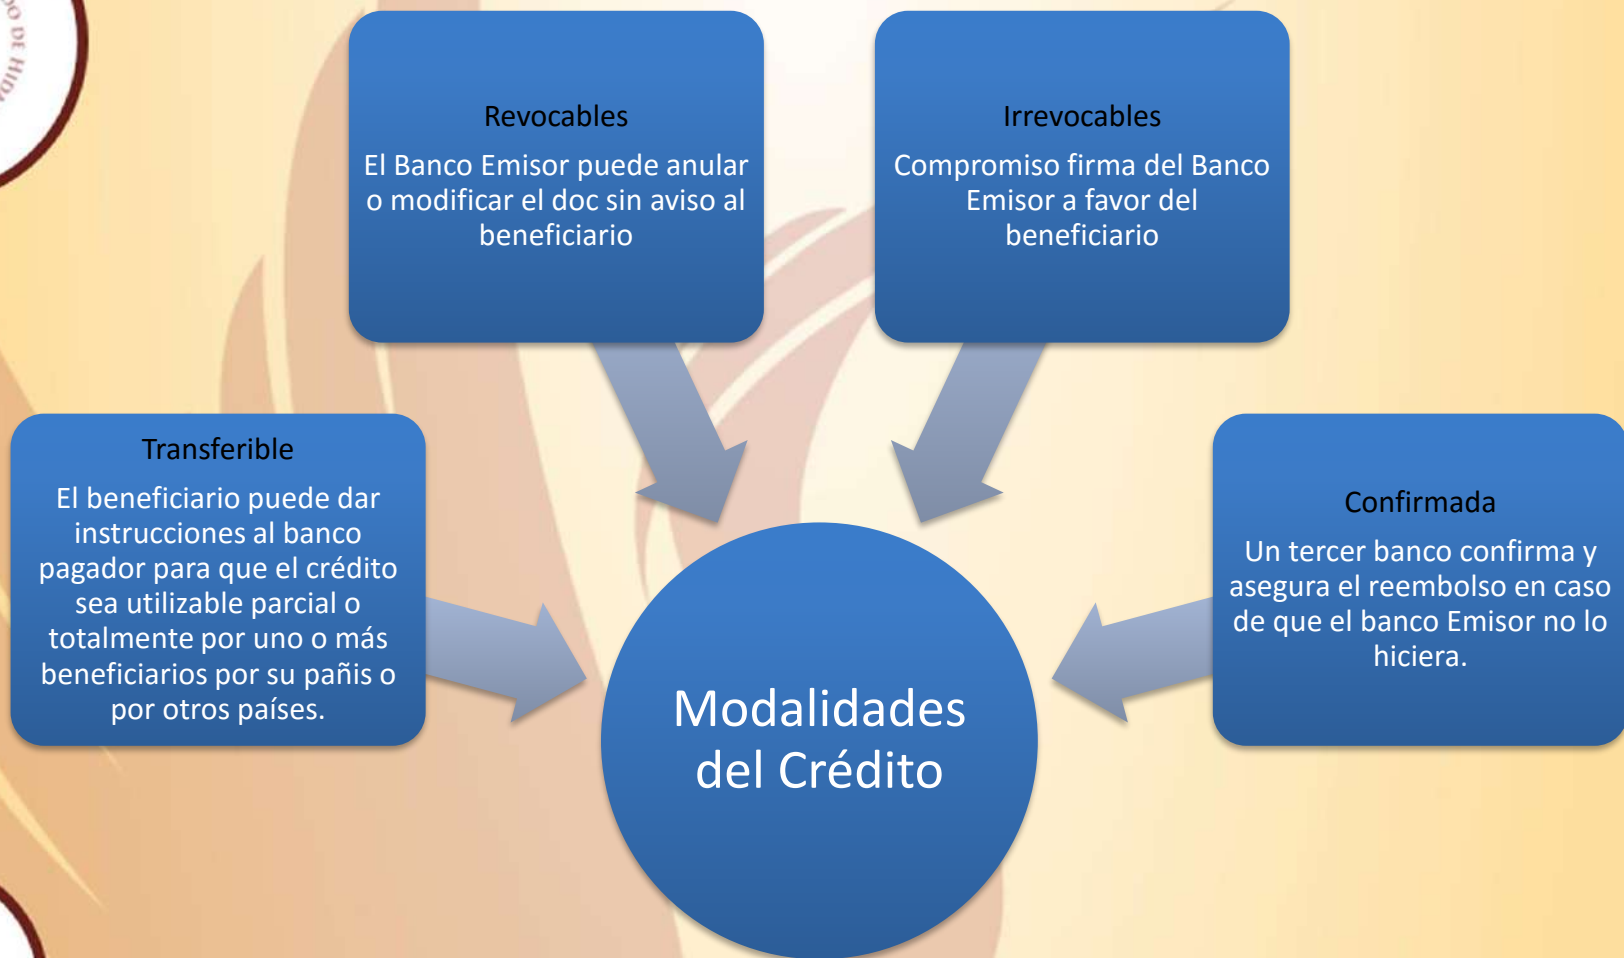 DO DE HIDA
Revocables
El Banco Emisor puede anular
o modificar el doc sin aviso al
beneficiario
Irrevocables
Compromiso firma del Banco
Emisor a favor del
beneficiario
Transferible
El beneficiario puede dar
instrucciones al banco
pagador para que el crédito
sea utilizable parcial o
totalmente por uno o más
beneficiarios por su pañis o
por otros países.
Confirmada
Un tercer banco confirma y
asegura el reembolso en caso
de que el banco Emisor no lo
hiciera.
Modalidades
del Crédito